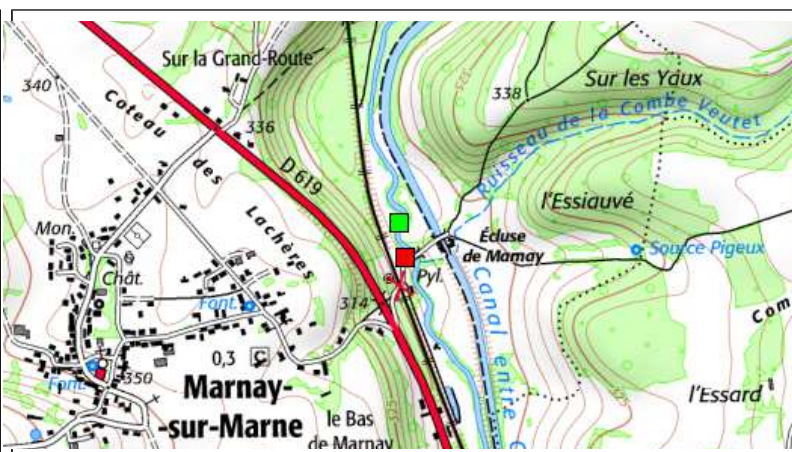 Sur la Grand-Route
340
Coteau des Lachères
336
D 619
525
338
Sur les Yaux
Ruisseau de la Combe Veutet
l'Essiauvé
Mon.
Chât.
Font.
Écluse
de Marnay
Source Pigeux
Pyl.
314
Canal entre C
Com
0,3 C
Font.
350
Marnay-
-sur-Marne
le Bas
de Marnay
l'Essard